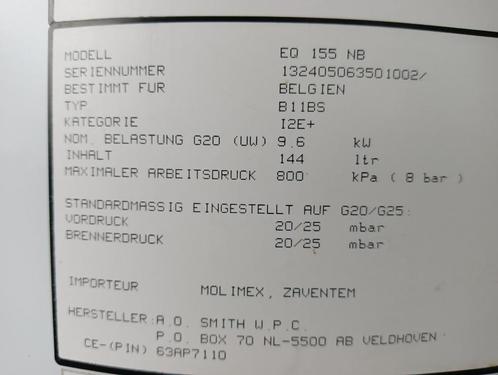 MODELL EQ 155 NB
SERIENNUMMER 132405063501002/
BESTIMMT FUR BELGIEN
TYP B11BS
KATEGORIE I2E+
NOM. BELASTUNG G20 (UW) 9.6 kW
INHALT 144 ltr
MAXIMALER ARBEITSDRUCK 800 kPa ( 8 bar )
STANDARDMASSIG EINGESTELLT AUF G20/G25:
VORDRUCK 20/25 mbar
BRENNERDRUCK 20/25 mbar
IMPORTEUR MOLIMEX, ZAVENTEM
HERSTELLER: A.O. SMITH W.P.C.
P.O. BOX 70 NL-5500 AB VELDHOVEN
CE-(PIN) 63AP7110